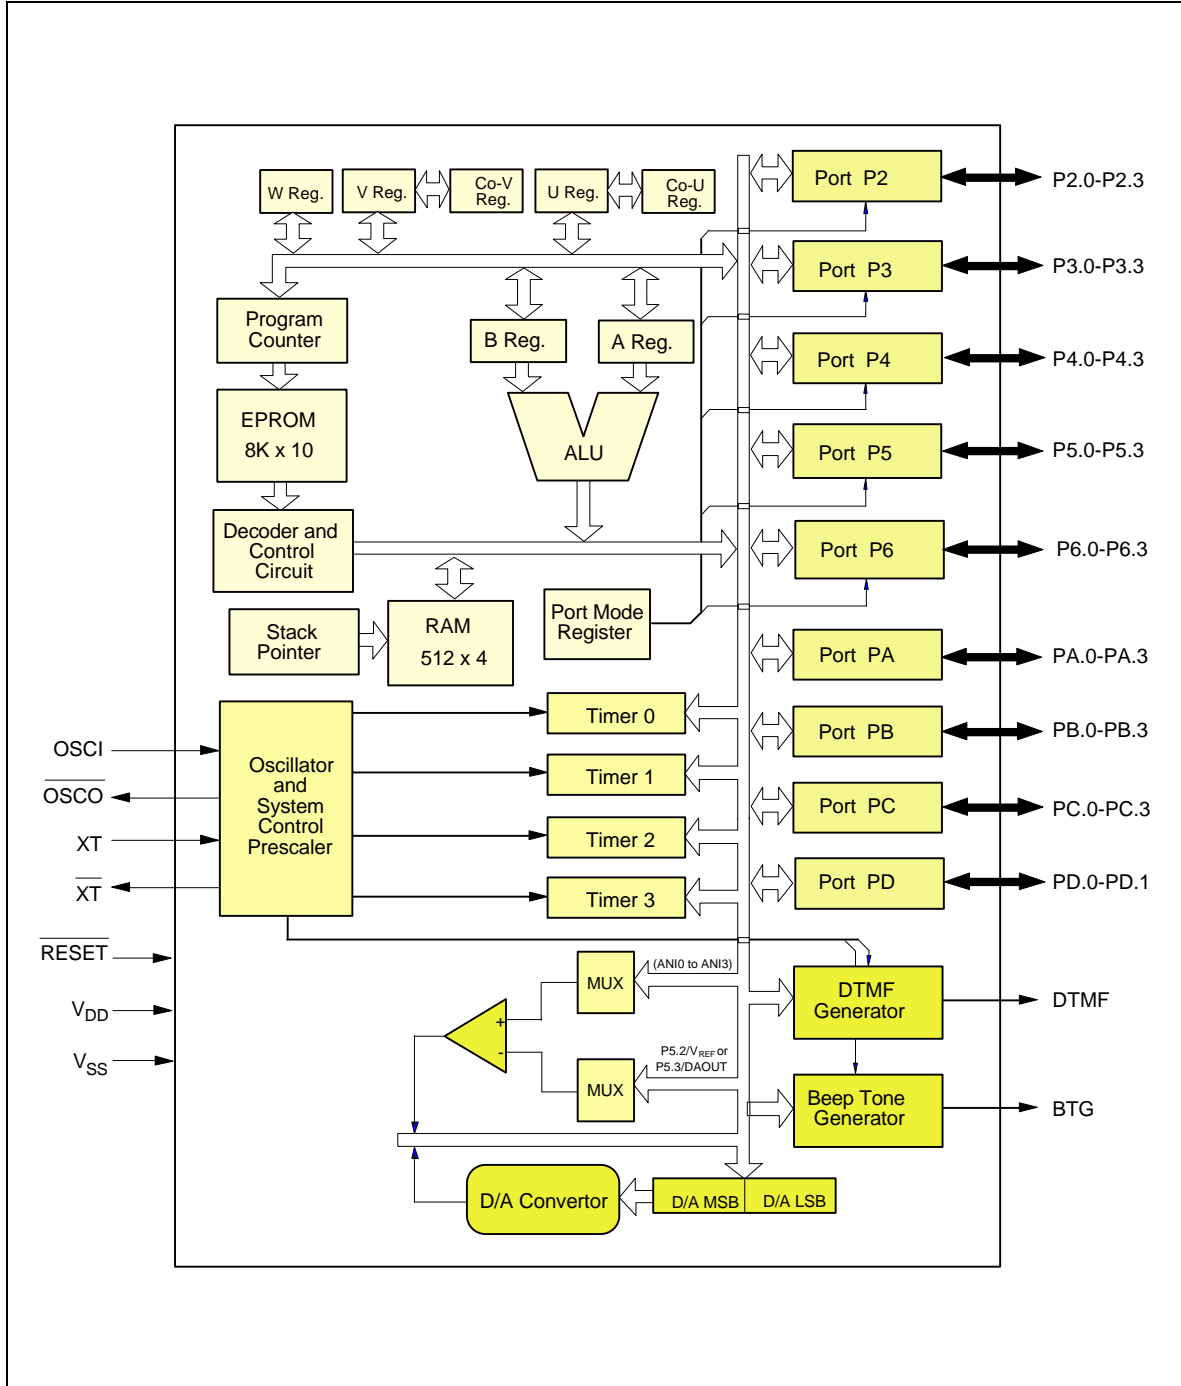 W Reg.
V Reg.
Co-V
Reg.
U Reg.
Co-U
Reg.
Port P2
P2.0-P2.3
Port P3
P3.0-P3.3
Program
Counter
B Reg.
A Reg.
Port P4
P4.0-P4.3
EPROM
8K x 10
ALU
Port P5
P5.0-P5.3
Decoder and
Control
Circuit
Port P6
P6.0-P6.3
Stack
Pointer
RAM
512 x 4
Port Mode
Register
Port PA
PA.0-PA.3
Timer 0
Port PB
PB.0-PB.3
OSCI
OSCO
XT
XT
Oscillator
and
System
Control
Prescaler
Timer 1
Port PC
PC.0-PC.3
Timer 2
Timer 3
Port PD
PD.0-PD.1
RESET
VDD
VSS
(ANI0 to ANI3)
MUX
+
-
DTMF
Generator
DTMF
P5.2/VREF or
P5.3/DAOUT
MUX
Beep Tone
Generator
BTG
D/A Convertor
D/A MSB
D/A LSB